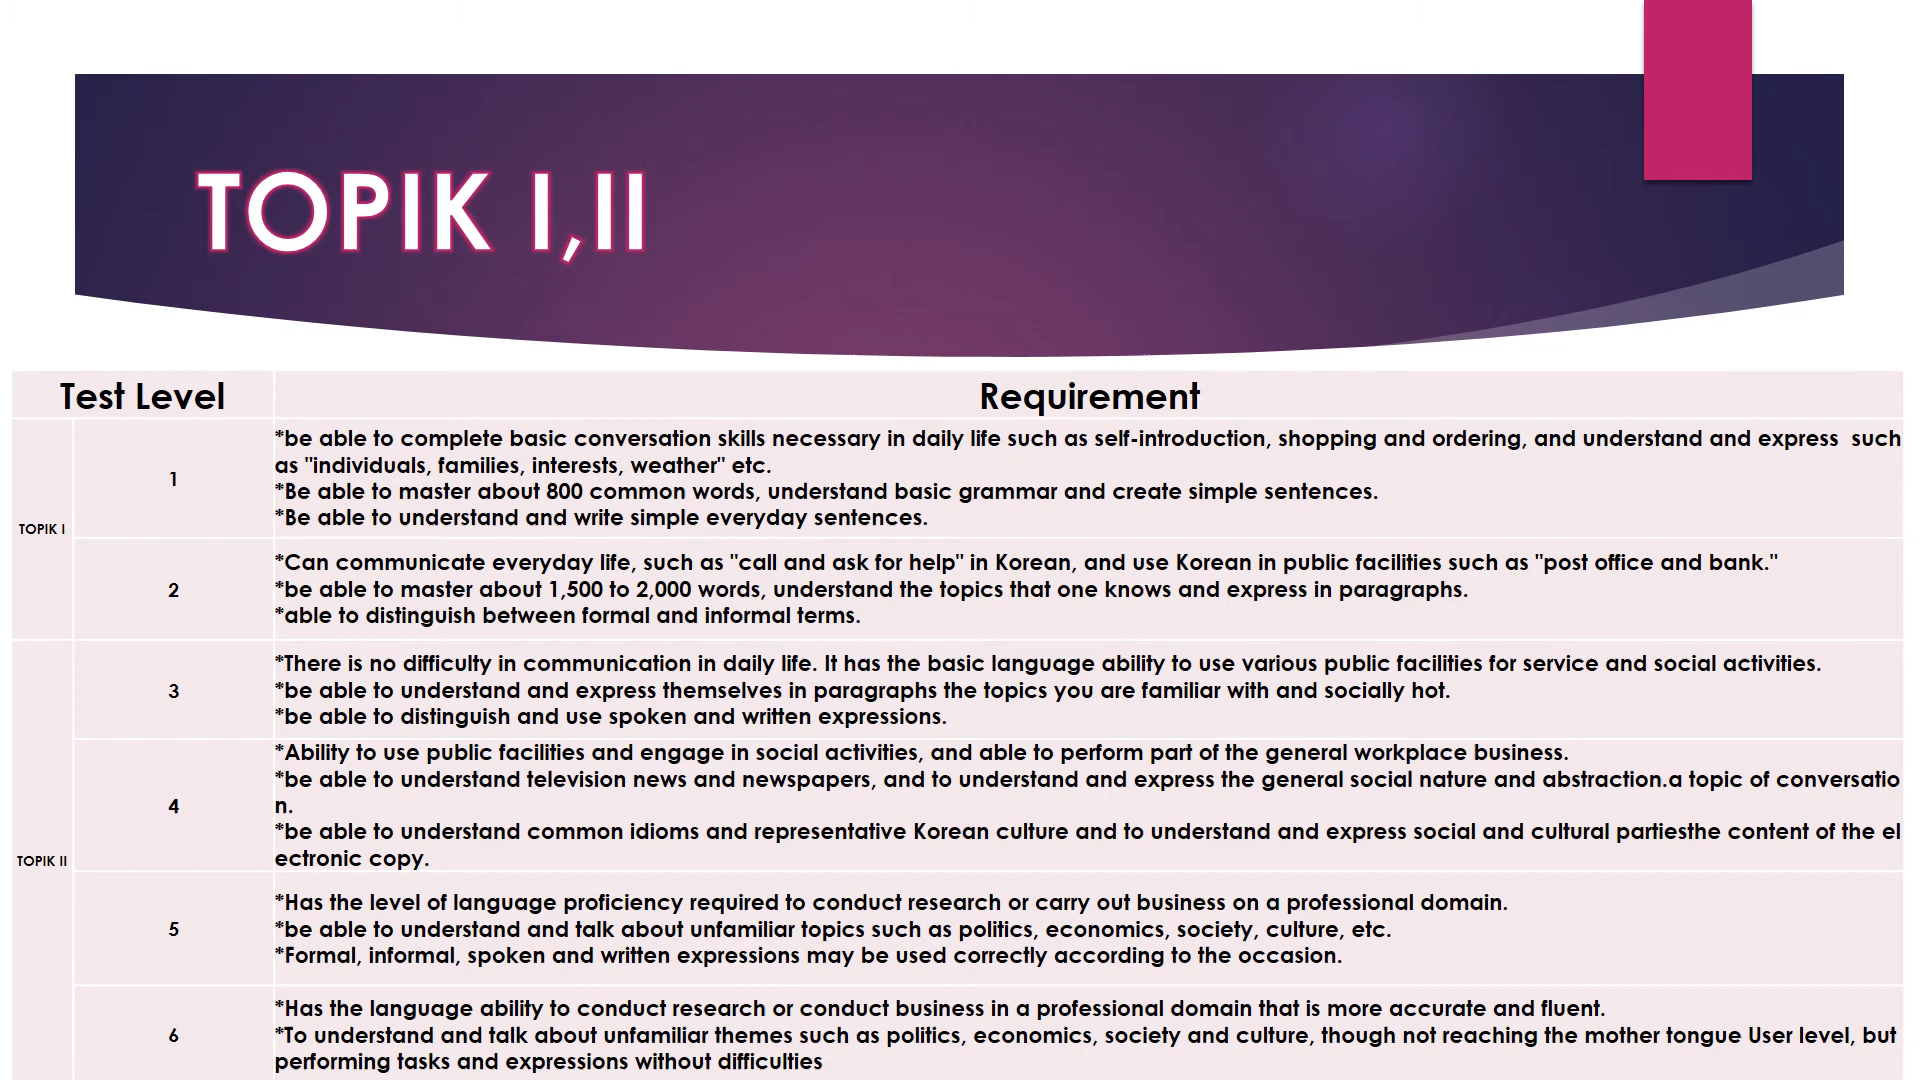 TOPIK I,II
Test Level
Requirement
TOPIK I
1
*be able to complete basic conversation skills necessary in daily life such as self-introduction, shopping and ordering, and understand and express  such
as "individuals, families, interests, weather" etc.
*Be able to master about 800 common words, understand basic grammar and create simple sentences.
*Be able to understand and write simple everyday sentences.
2
*Can communicate everyday life, such as "call and ask for help" in Korean, and use Korean in public facilities such as "post office and bank."
*be able to master about 1,500 to 2,000 words, understand the topics that one knows and express in paragraphs.
*able to distinguish between formal and informal terms.
TOPIK II
3
*There is no difficulty in communication in daily life. It has the basic language ability to use various public facilities for service and social activities.
*be able to understand and express themselves in paragraphs the topics you are familiar with and socially hot.
*be able to distinguish and use spoken and written expressions.
4
*Ability to use public facilities and engage in social activities, and able to perform part of the general workplace business.
*be able to understand television news and newspapers, and to understand and express the general social nature and abstraction.a topic of conversatio
n.
*be able to understand common idioms and representative Korean culture and to understand and express social and cultural partiesthe content of the el
ectronic copy.
5
*Has the level of language proficiency required to conduct research or carry out business on a professional domain.
*be able to understand and talk about unfamiliar topics such as politics, economics, society, culture, etc.
*Formal, informal, spoken and written expressions may be used correctly according to the occasion.
6
*Has the language ability to conduct research or conduct business in a professional domain that is more accurate and fluent.
*To understand and talk about unfamiliar themes such as politics, economics, society and culture, though not reaching the mother tongue User level, but
performing tasks and expressions without difficulties